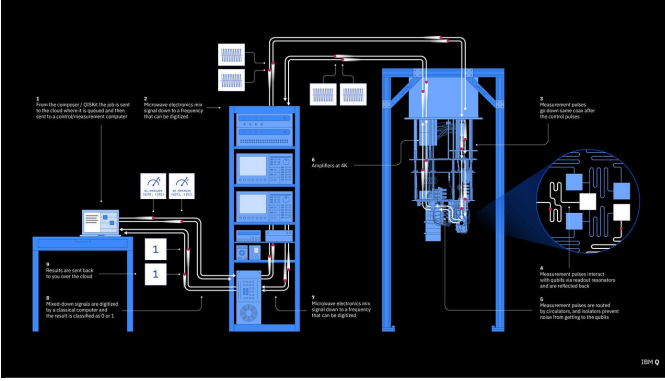 1
From the composer / QISKit the job is sent
to the cloud where it is queued and then
sent to a control/measurement computer
2
Microwave electronics mix
signal down to a frequency
that can be digitized
3
Measurement pulses
go down same coax after
the control pulses
6
Amplifiers at 4K
1
1
9
Results are sent back
to you over the cloud
8
Mixed-down signals are digitized
by a classical computer and
the result is classified as 0 or 1
7
Microwave electronics mix
signal down to a frequency
that can be digitized
4
Measurement pulses interact
with qubits via readout resonators
and are reflected back
5
Measurement pulses are routed
by circulators, and isolators prevent
noise from getting to the qubits
IBM Q